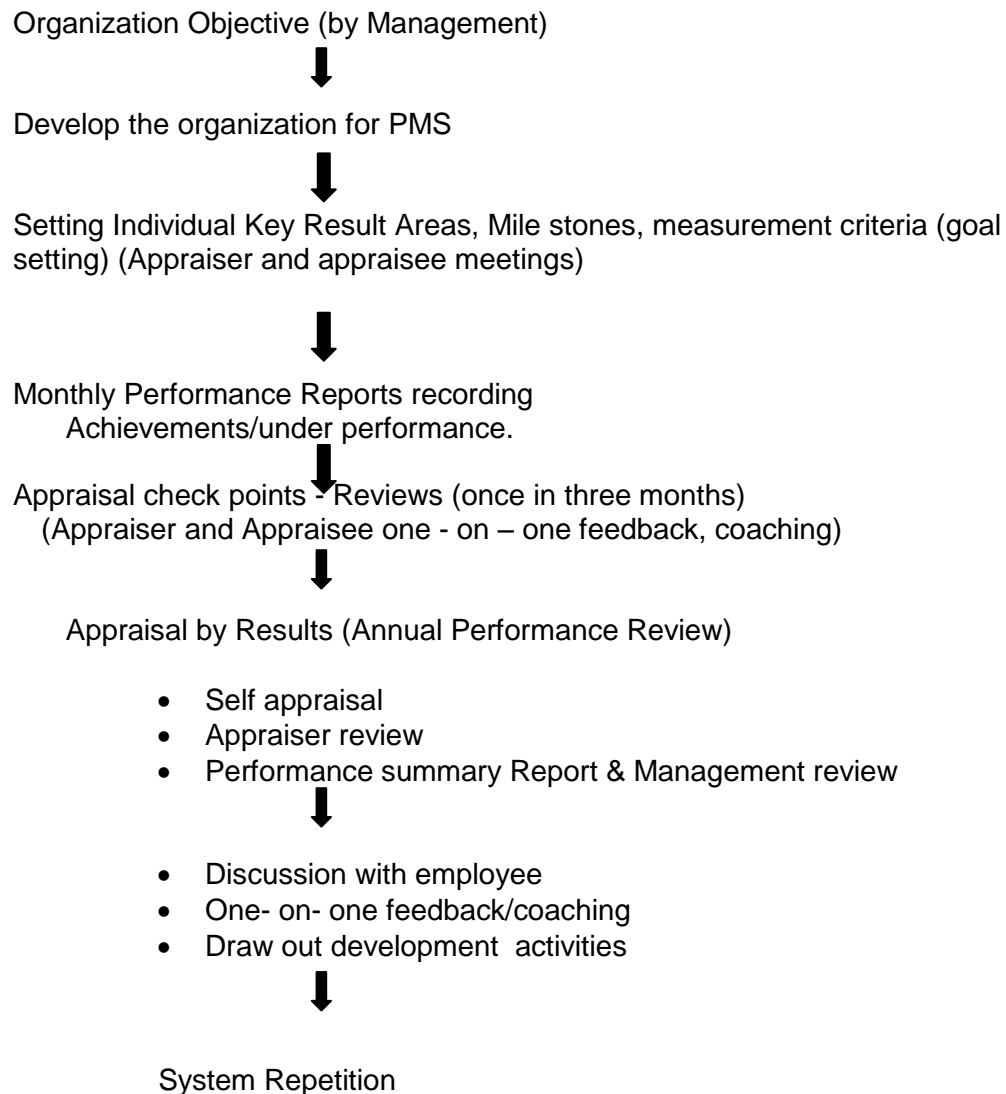 Organization Objective (by Management)
Develop the organization for PMS
Setting Individual Key Result Areas, Mile stones, measurement criteria (goal
setting) (Appraiser and appraisee meetings)
Monthly Performance Reports recording
Achievements/under performance.
Appraisal check points - Reviews (once in three months)
(Appraiser and Appraisee one - on – one feedback, coaching)
Appraisal by Results (Annual Performance Review)
• Self appraisal
• Appraiser review
• Performance summary Report & Management review
• Discussion with employee
• One- on- one feedback/coaching
• Draw out development activities
System Repetition